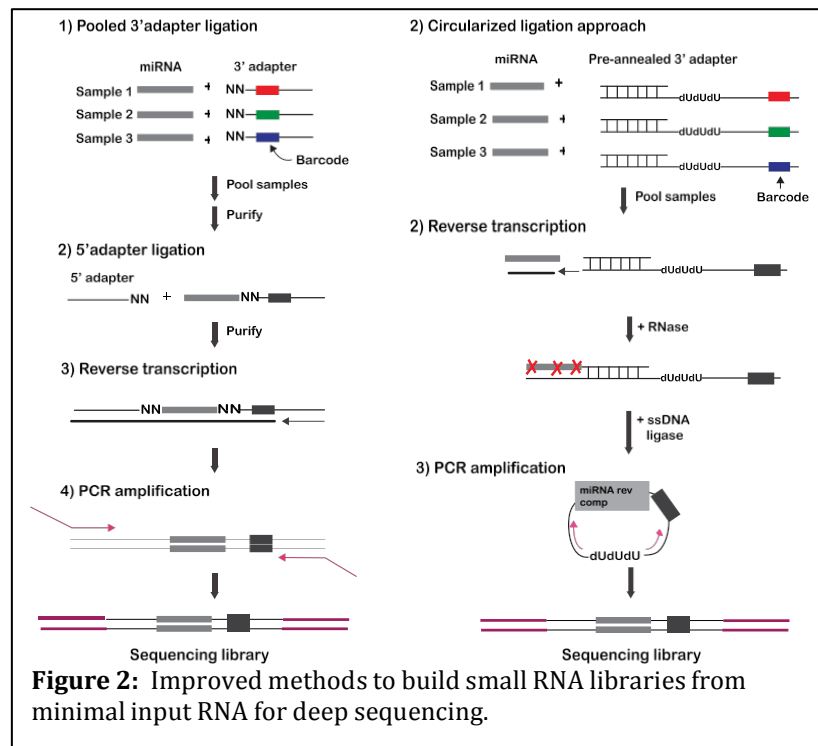 1) Pooled 3'adapter ligation
miRNA
3' adapter
Sample 1 + NN
Sample 2 + NN
Sample 3 + NN
Barcode
Pool samples
Purify
2) 5'adapter ligation
5' adapter
NN + NN
Purify
3) Reverse transcription
NN NN
4) PCR amplification
Sequencing library
2) Circularized ligation approach
miRNA
Pre-annealed 3' adapter
Sample 1 + dUdUdU
Sample 2 + dUdUdU
Sample 3 + dUdUdU
Barcode
Pool samples
2) Reverse transcription
dUdUdU
+ RNase
dUdUdU
+ ssDNA
ligase
3) PCR amplification
miRNA rev
comp
dUdUdU
Sequencing library
Figure 2: Improved methods to build small RNA libraries from
minimal input RNA for deep sequencing.